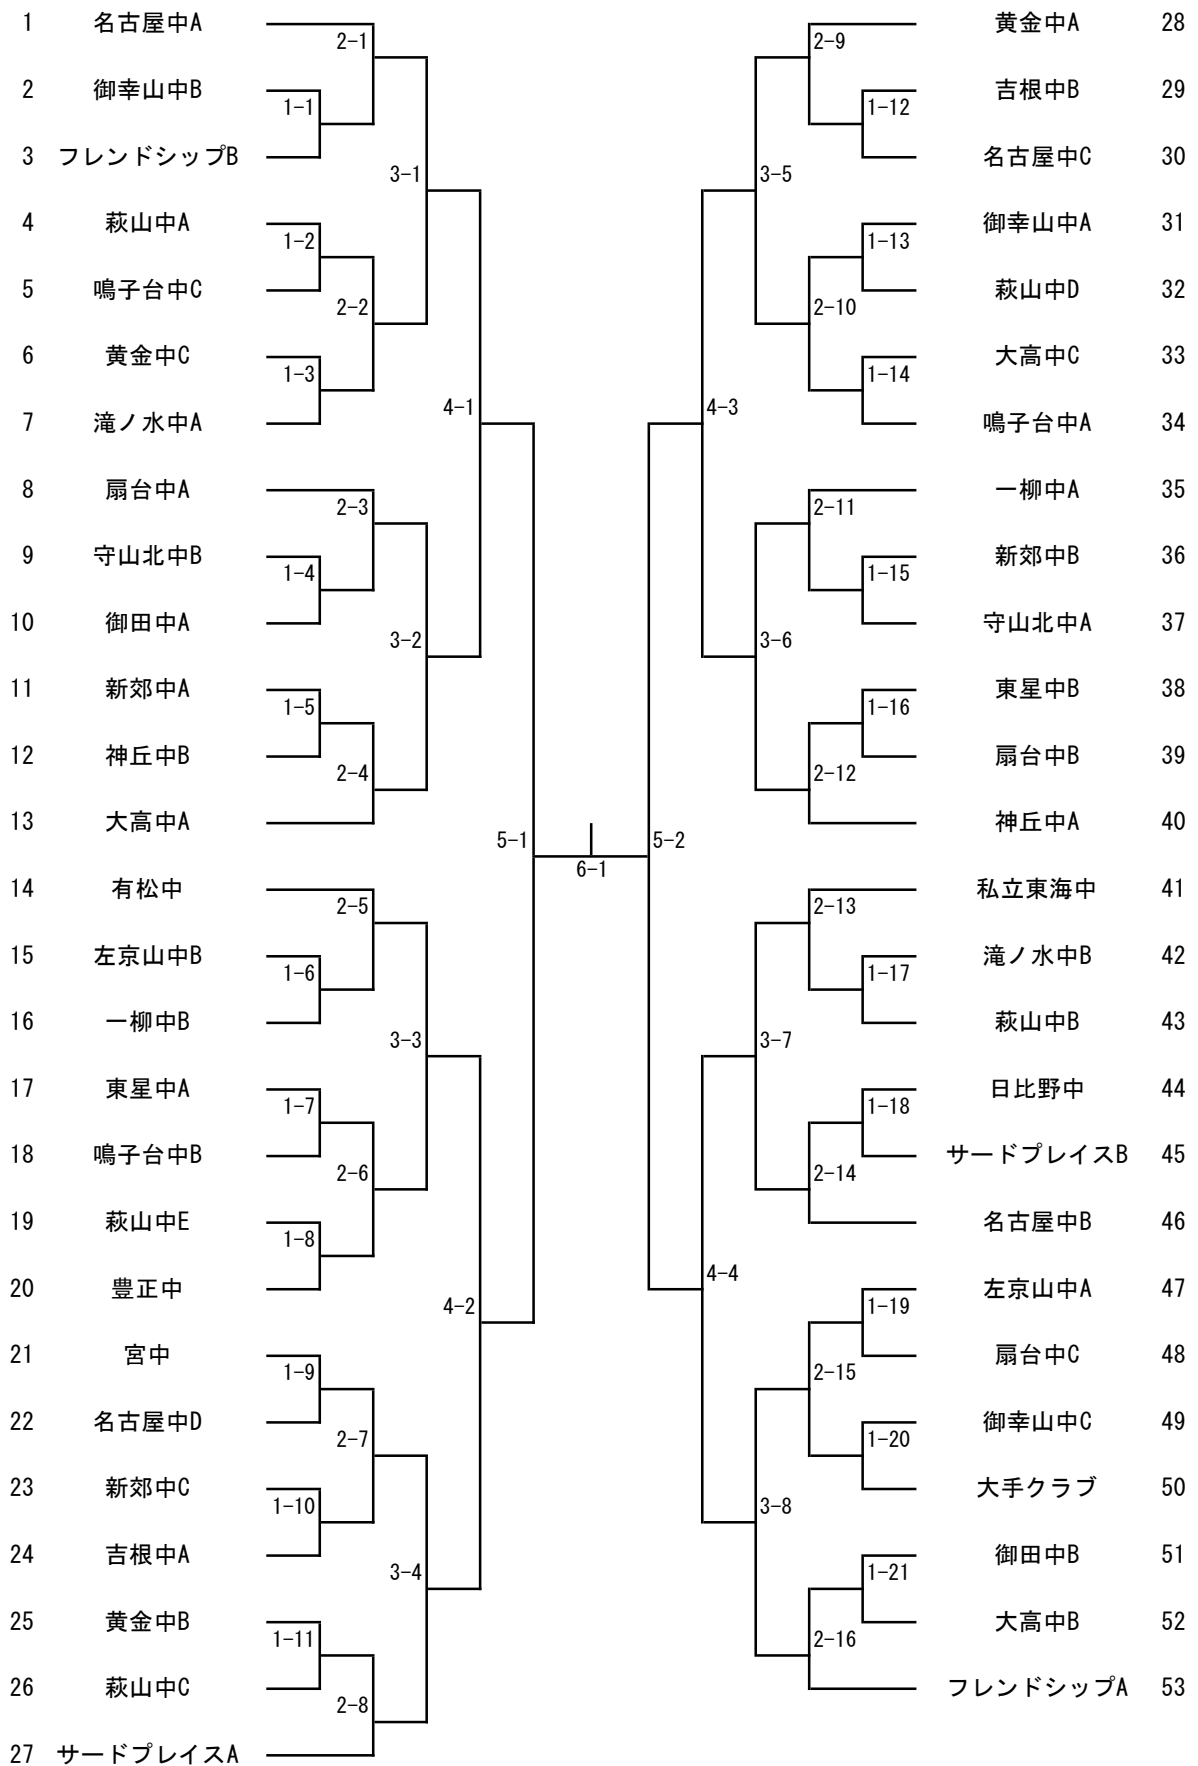 1 名古屋中A
2 御幸山中B
3 フレンドシップB
4 萩山中A
5 鳴子台中C
6 黄金中C
7 滝ノ水中A
8 扇台中A
9 守山北中B
10 御田中A
11 新郊中A
12 神丘中B
13 大高中A
14 有松中
15 左京山中B
16 一柳中B
17 東星中A
18 鳴子台中B
19 萩山中E
20 豊正中
21 宮中
22 名古屋中D
23 新郊中C
24 吉根中A
25 黄金中B
26 萩山中C
27 サードプレイスA
1-1
1-2
1-3
1-4
1-5
1-6
1-7
1-8
1-9
1-10
1-11
2-1
2-2
2-3
2-4
2-5
2-6
2-7
2-8
3-1
3-2
3-3
3-4
4-1
4-2
5-1
6-1
5-2
4-3
4-4
3-5
3-6
3-7
3-8
2-9
2-10
2-11
2-12
2-13
2-14
2-15
2-16
1-12
1-13
1-14
1-15
1-16
1-17
1-18
1-19
1-20
1-21
黄金中A 28
吉根中B 29
名古屋中C 30
御幸山中A 31
萩山中D 32
大高中C 33
鳴子台中A 34
一柳中A 35
新郊中B 36
守山北中A 37
東星中B 38
扇台中B 39
神丘中A 40
私立東海中 41
滝ノ水中B 42
萩山中B 43
日比野中 44
サードプレイスB 45
名古屋中B 46
左京山中A 47
扇台中C 48
御幸山中C 49
大手クラブ 50
御田中B 51
大高中B 52
フレンドシップA 53